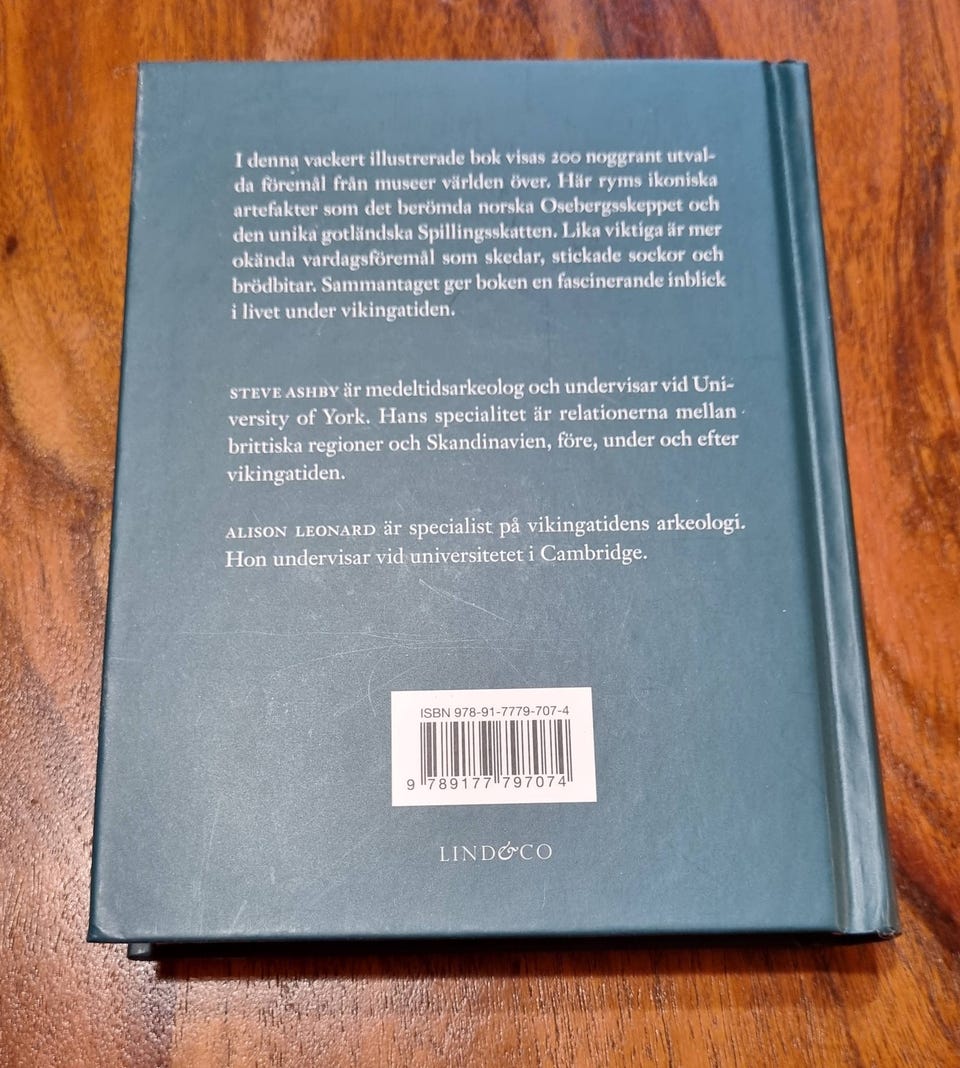 I denna vackert illustrerade bok visas 200 noggrant utval-
da föremål från museer världen över. Här ryms ikoniska
artefakter som det berömda norska Osebergsskeppet och
den unika gotländska Spillingsskatten. Lika viktiga är mer
okända vardagsföremål som skedar, stickade sockor och
brödbitar. Sammantaget ger boken en fascinerande inblick
i livet under vikingatiden.
STEVE ASHBY är medeltidsarkeolog och undervisar vid Uni-
versity of York. Hans specialitet är relationerna mellan
brittiska regioner och Skandinavien, före, under och efter
vikingatiden.
ALISON LEONARD är specialist på vikingatidens arkeologi.
Hon undervisar vid universitetet i Cambridge.
ISBN 978-91-7779-707-4
9 789177 797074
LIND&CO